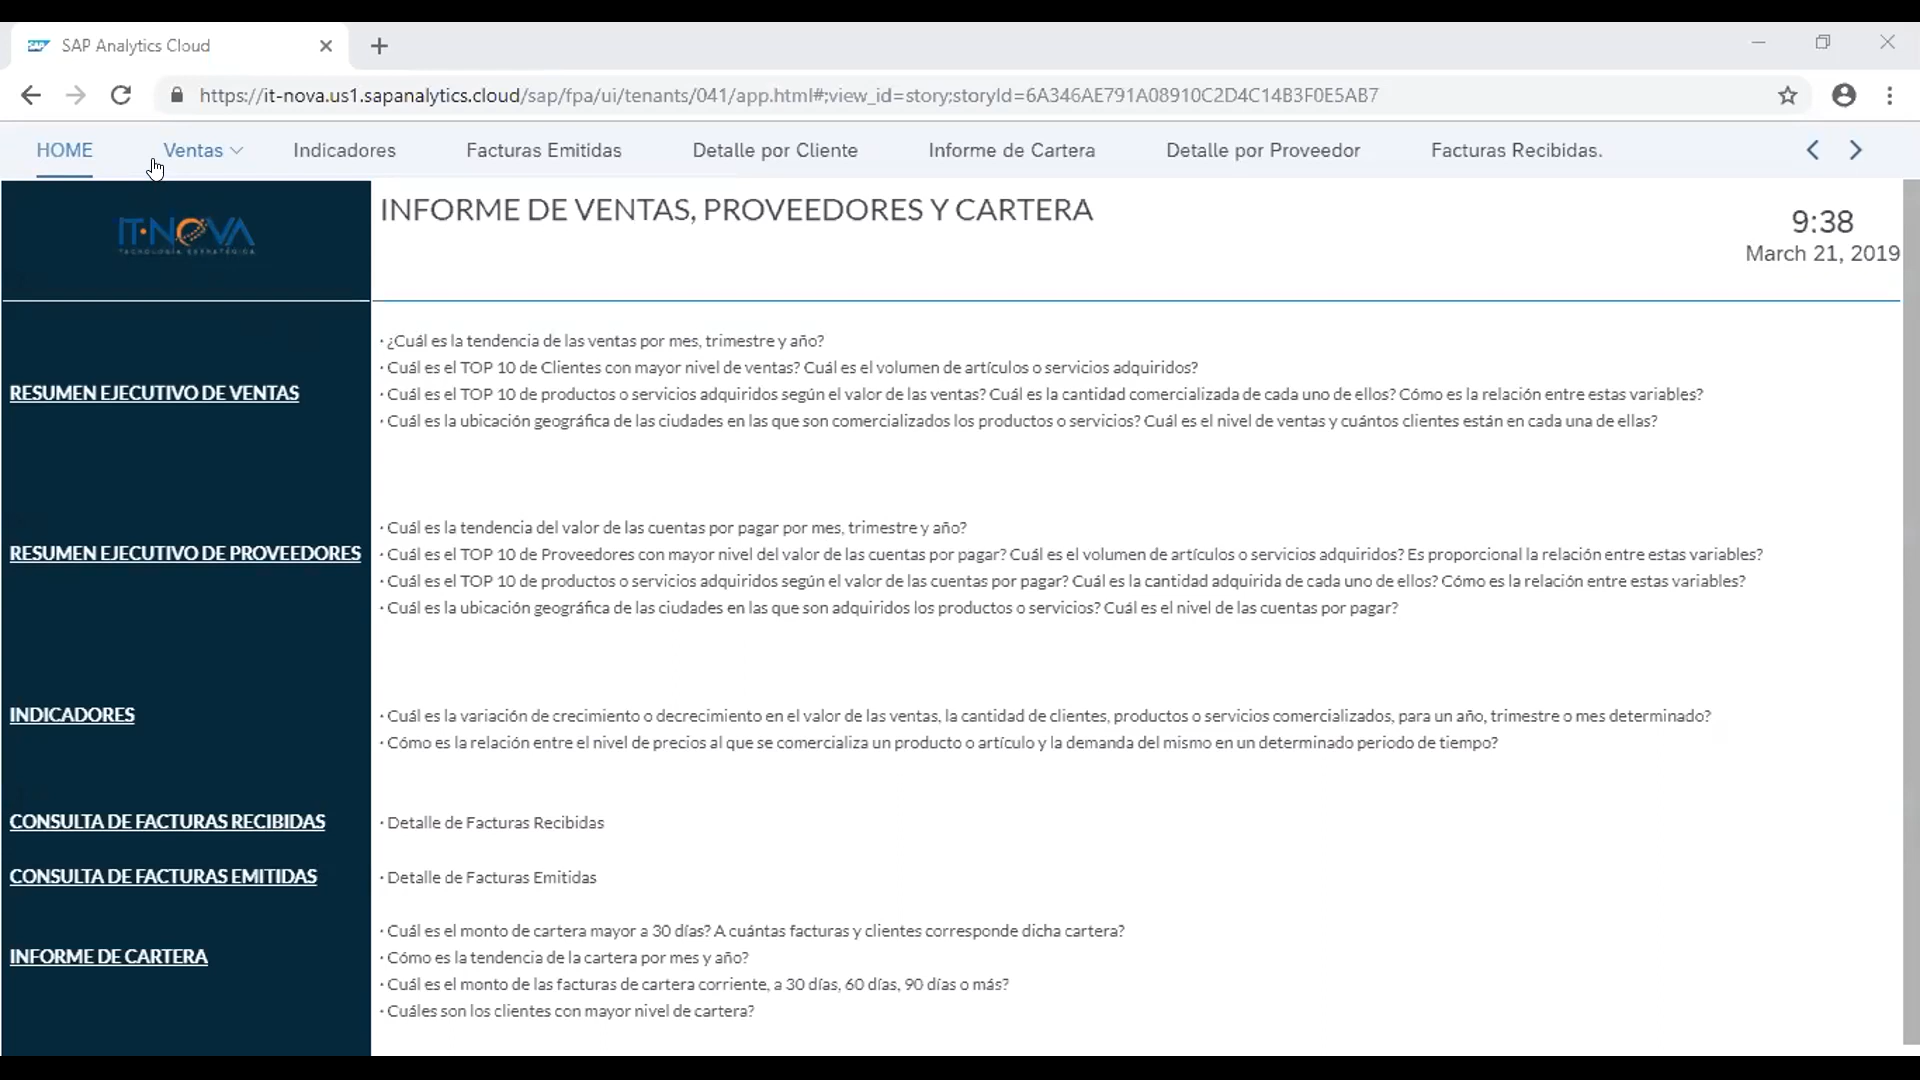 SAP Analytics Cloud
https://it-nova.us1.sapanalytics.cloud/sap/fpa/ui/tenants/041/app.html#;view_id=story;storyId=6A346AE791A08910C2D4C14B3F0E5AB7
HOME Ventas Indicadores Facturas Emitidas Detalle por Cliente Informe de Cartera Detalle por Proveedor Facturas Recibidas.
IT·NOVA
TECNOLOGÍA ESTRATÉGICA
INFORME DE VENTAS, PROVEEDORES Y CARTERA
9:38
March 21, 2019
RESUMEN EJECUTIVO DE VENTAS
· ¿Cuál es la tendencia de las ventas por mes, trimestre y año?
· Cuál es el TOP 10 de Clientes con mayor nivel de ventas? Cuál es el volumen de artículos o servicios adquiridos?
· Cuál es el TOP 10 de productos o servicios adquiridos según el valor de las ventas? Cuál es la cantidad comercializada de cada uno de ellos? Cómo es la relación entre estas variables?
· Cuál es la ubicación geográfica de las ciudades en las que son comercializados los productos o servicios? Cuál es el nivel de ventas y cuántos clientes están en cada una de ellas?
RESUMEN EJECUTIVO DE PROVEEDORES
· Cuál es la tendencia del valor de las cuentas por pagar por mes, trimestre y año?
· Cuál es el TOP 10 de Proveedores con mayor nivel del valor de las cuentas por pagar? Cuál es el volumen de artículos o servicios adquiridos? Es proporcional la relación entre estas variables?
· Cuál es el TOP 10 de productos o servicios adquiridos según el valor de las cuentas por pagar? Cuál es la cantidad adquirida de cada uno de ellos? Cómo es la relación entre estas variables?
· Cuál es la ubicación geográfica de las ciudades en las que son adquiridos los productos o servicios? Cuál es el nivel de las cuentas por pagar?
INDICADORES
· Cuál es la variación de crecimiento o decrecimiento en el valor de las ventas, la cantidad de clientes, productos o servicios comercializados, para un año, trimestre o mes determinado?
· Cómo es la relación entre el nivel de precios al que se comercializa un producto o artículo y la demanda del mismo en un determinado periodo de tiempo?
CONSULTA DE FACTURAS RECIBIDAS
· Detalle de Facturas Recibidas
CONSULTA DE FACTURAS EMITIDAS
· Detalle de Facturas Emitidas
INFORME DE CARTERA
· Cuál es el monto de cartera mayor a 30 días? A cuántas facturas y clientes corresponde dicha cartera?
· Cómo es la tendencia de la cartera por mes y año?
· Cuál es el monto de las facturas de cartera corriente, a 30 días, 60 días, 90 días o más?
· Cuáles son los clientes con mayor nivel de cartera?